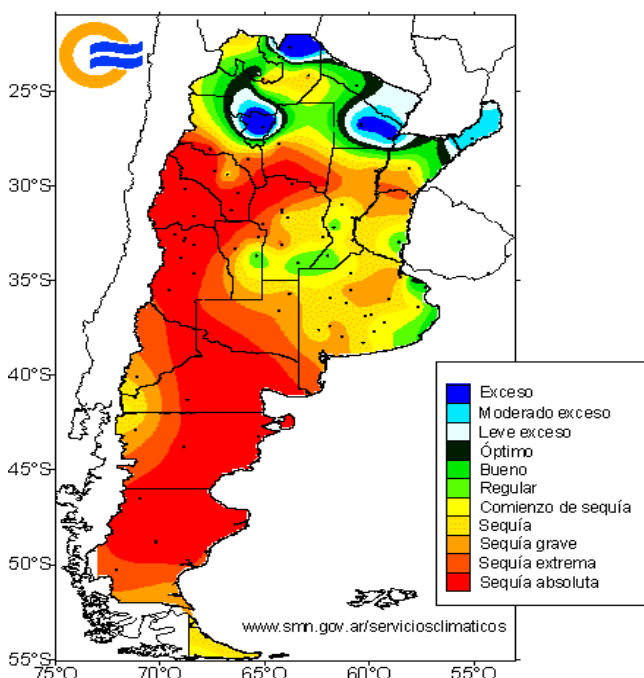 25°S
30°S
35°S
40°S
45°S
50°S
55°S
75°O
70°O
65°O
60°O
55°O
Exceso
Moderado exceso
Leve exceso
Óptimo
Bueno
Regular
Comienzo de sequía
Sequía
Sequía grave
Sequía extrema
Sequía absoluta
www.smn.gov.ar/serviciosclimaticos